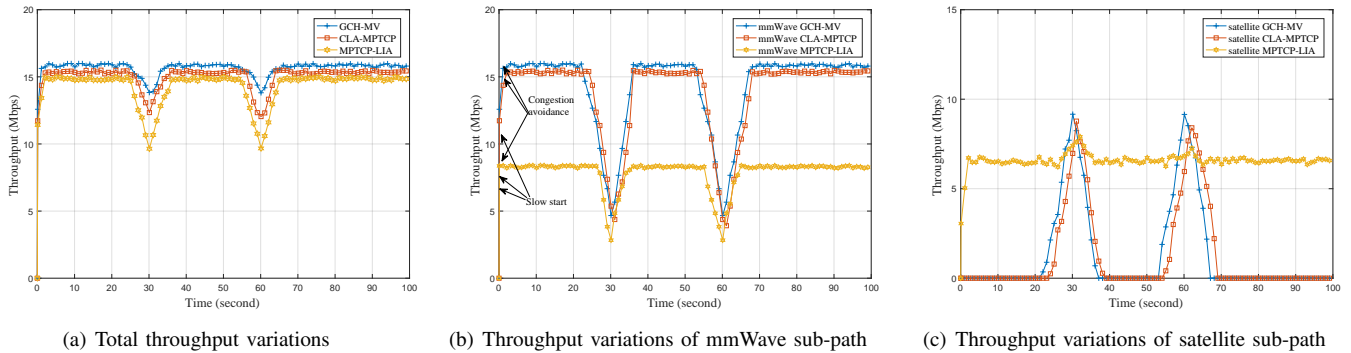 20
15
10
5
0
0 10 20 30 40 50 60 70 80 90 100
Throughput (Mbps)
Time (second)
GCH-MV
CLA-MPTCP
MPTCP-LIA
(a) Total throughput variations
20
15
10
5
0
0 10 20 30 40 50 60 70 80 90 100
Throughput (Mbps)
Time (second)
mmWave GCH-MV
mmWave CLA-MPTCP
mmWave MPTCP-LIA
Congestion
avoidance
Slow start
(b) Throughput variations of mmWave sub-path
15
10
5
0
0 20 40 60 80 100
Throughput (Mbps)
Time (second)
satellite GCH-MV
satellite CLA-MPTCP
satellite MPTCP-LIA
(c) Throughput variations of satellite sub-path